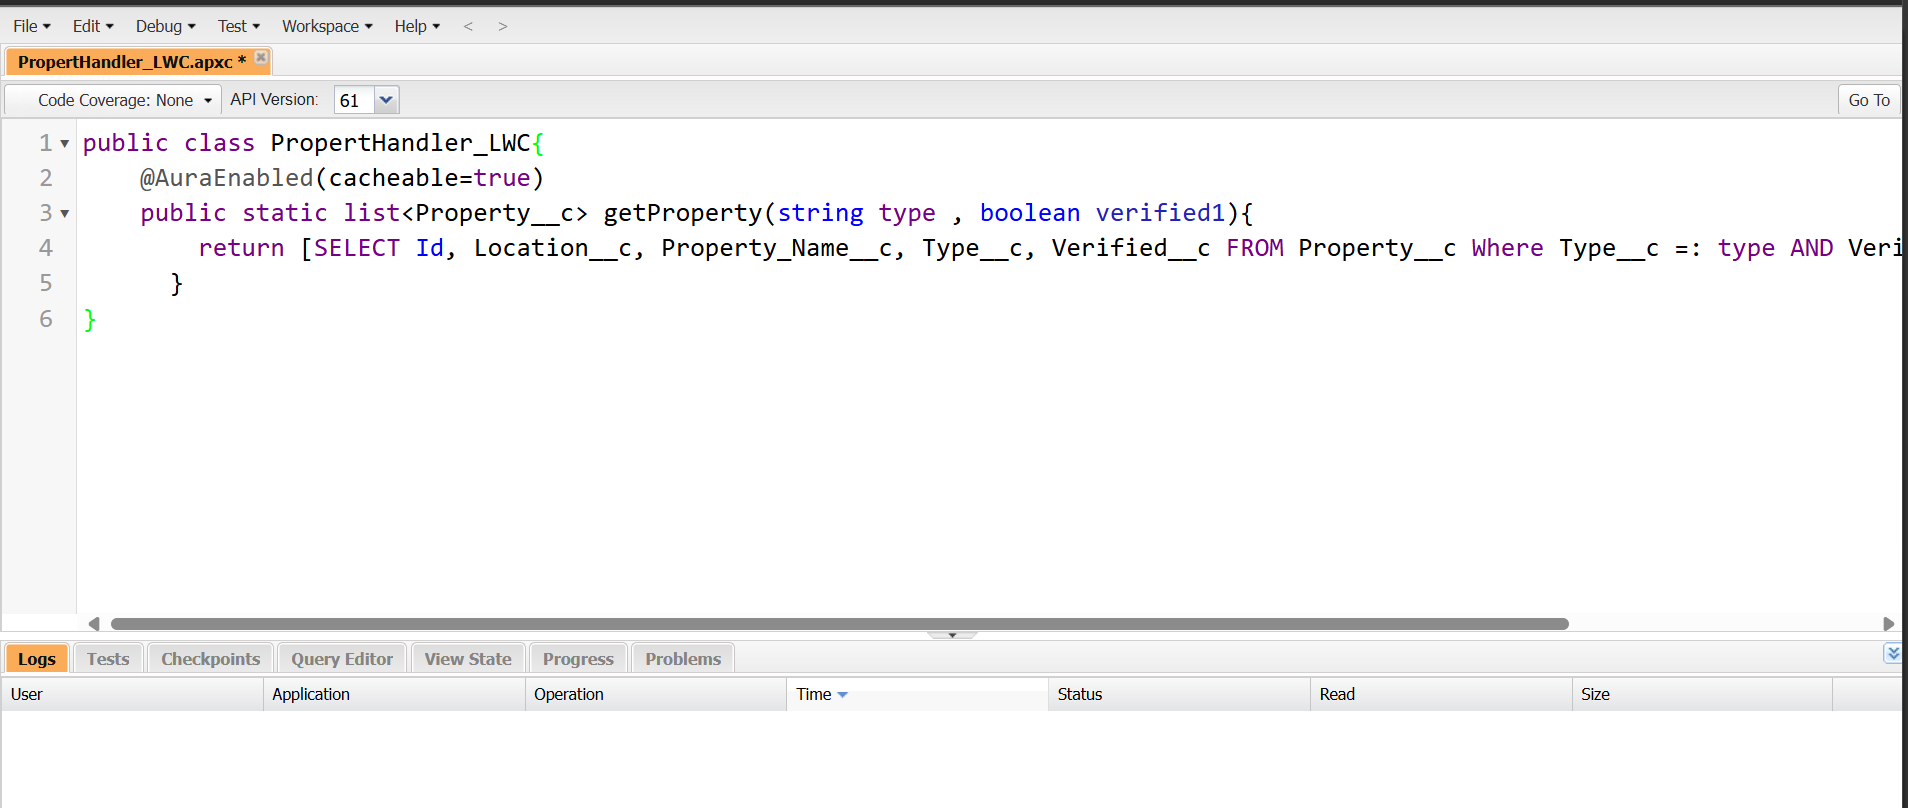 File Edit Debug Test Workspace Help < >
PropertHandler_LWC.apxc *
Code Coverage: None API Version: 61 Go To
1 public class PropertHandler_LWC{
2 @AuraEnabled(cacheable=true)
3 public static list<Property__c> getProperty(string type , boolean verified1){
4 return [SELECT Id, Location__c, Property_Name__c, Type__c, Verified__c FROM Property__c Where Type__c =: type AND Veri
5 }
6 }
Logs Tests Checkpoints Query Editor View State Progress Problems
User Application Operation Time Status Read Size